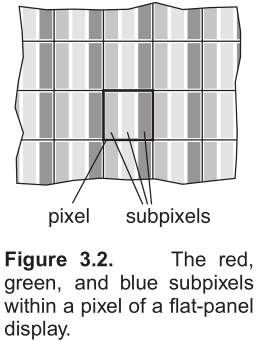 pixel subpixels
Figure 3.2. The red,
green, and blue subpixels
within a pixel of a flat-panel
display.